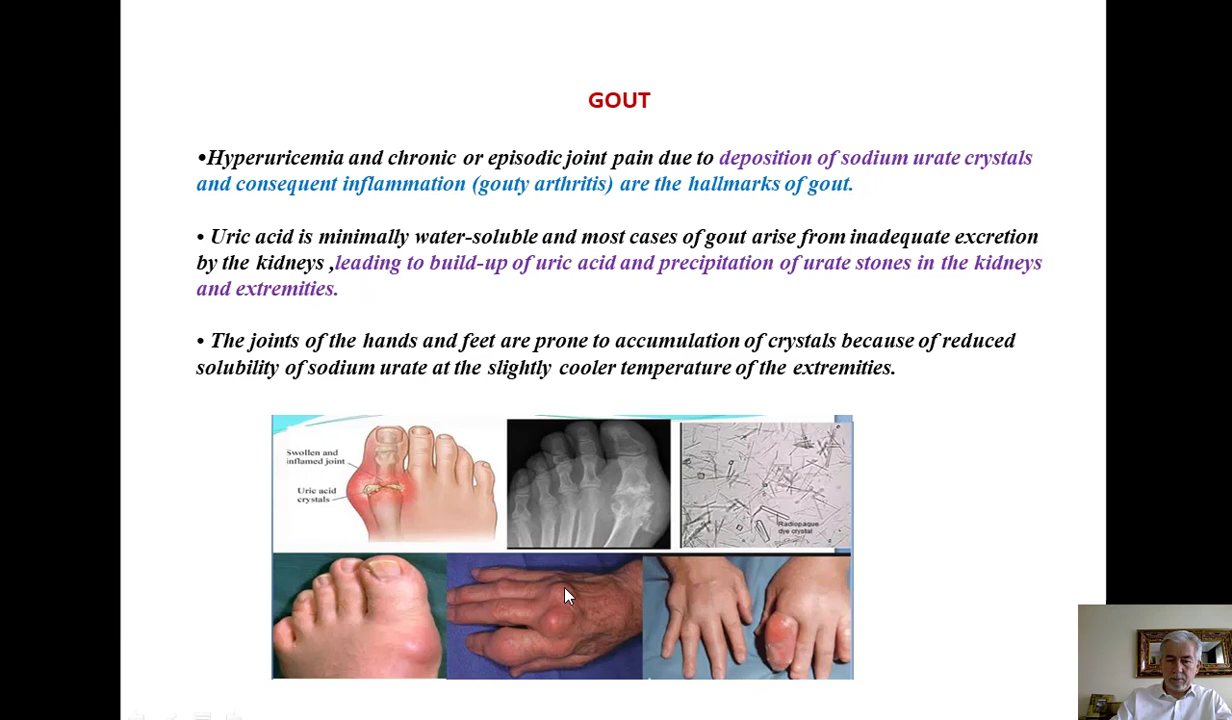 GOUT
•Hyperuricemia and chronic or episodic joint pain due to deposition of sodium urate crystals
and consequent inflammation (gouty arthritis) are the hallmarks of gout.
• Uric acid is minimally water-soluble and most cases of gout arise from inadequate excretion
by the kidneys ,leading to build-up of uric acid and precipitation of urate stones in the kidneys
and extremities.
• The joints of the hands and feet are prone to accumulation of crystals because of reduced
solubility of sodium urate at the slightly cooler temperature of the extremities.
Swollen and
inflamed joint
Uric acid
crystals
Radiopaque
dye crystal